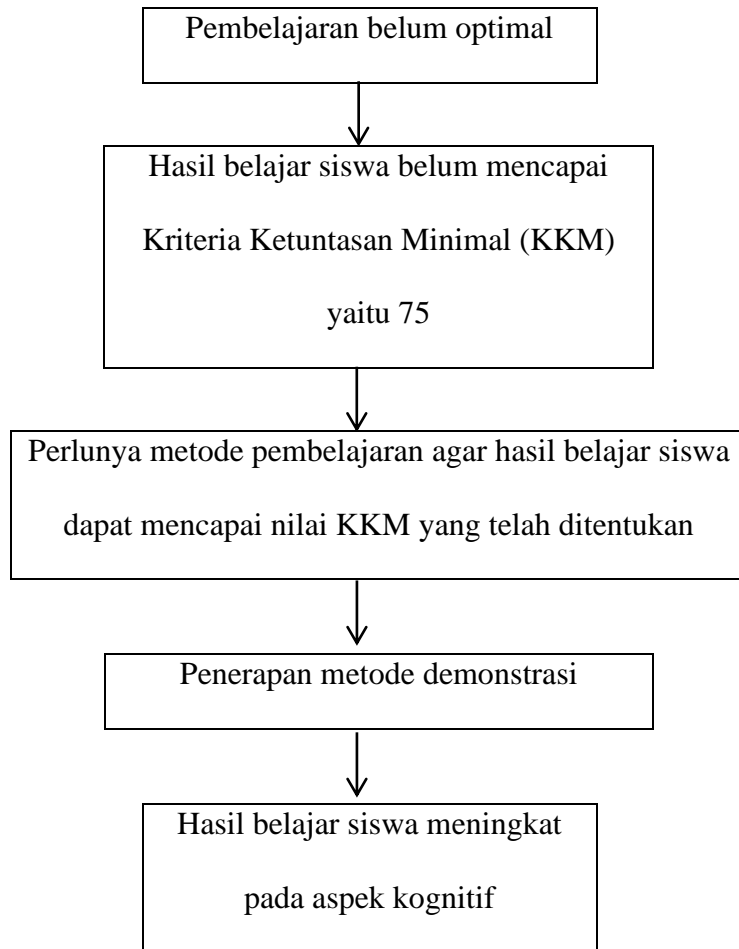 Pembelajaran belum optimal
Hasil belajar siswa belum mencapai
Kriteria Ketuntasan Minimal (KKM)
yaitu 75
Perlunya metode pembelajaran agar hasil belajar siswa
dapat mencapai nilai KKM yang telah ditentukan
Penerapan metode demonstrasi
Hasil belajar siswa meningkat
pada aspek kognitif